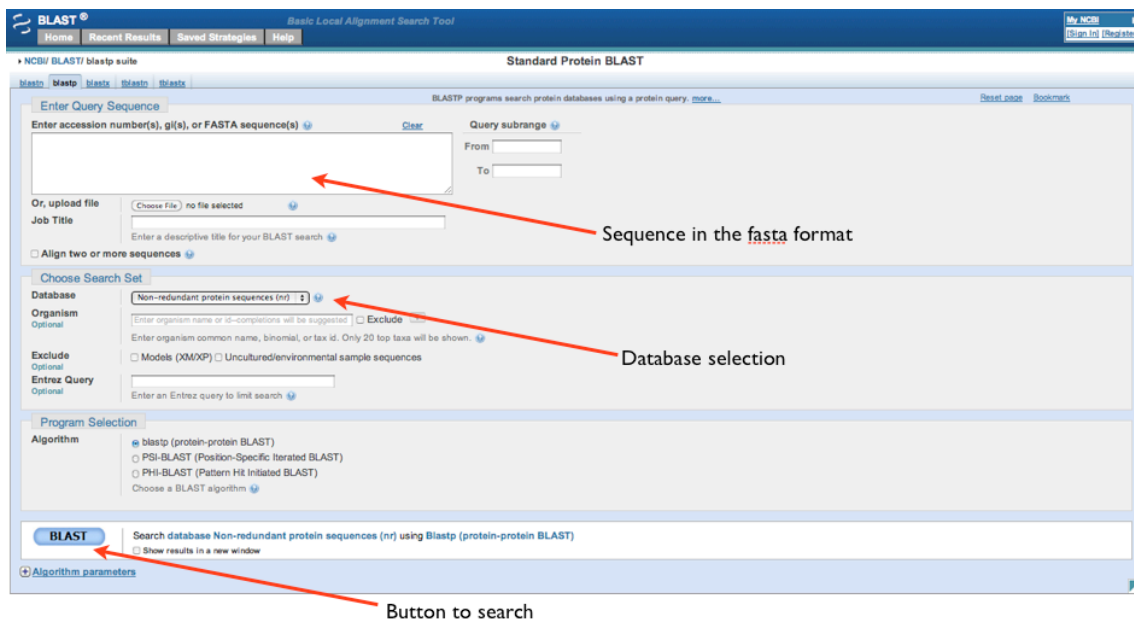 BLAST ® Basic Local Alignment Search Tool My NCBI
Home Recent Results Saved Strategies Help [Sign In] [Registe
NCBI/ BLAST/ blastp suite Standard Protein BLAST
blastn blastp blastx tblastn tblastx
BLASTP programs search protein databases using a protein query. more... Reset page Bookmark
Enter Query Sequence
Enter accession number(s), gi(s), or FASTA sequence(s) Clear Query subrange
From
To
Or, upload file Choose File no file selected
Job Title
Enter a descriptive title for your BLAST search
Sequence in the fasta format
Align two or more sequences
Choose Search Set
Database Non-redundant protein sequences (nr)
Organism
Optional
Enter organism name or id--completions will be suggested Exclude
Enter organism common name, binomial, or tax id. Only 20 top taxa will be shown.
Database selection
Exclude
Optional
Models (XM/XP) Uncultured/environmental sample sequences
Entrez Query
Optional
Enter an Entrez query to limit search
Program Selection
Algorithm
blastp (protein-protein BLAST)
PSI-BLAST (Position-Specific Iterated BLAST)
PHI-BLAST (Pattern Hit Initiated BLAST)
Choose a BLAST algorithm
BLAST Search database Non-redundant protein sequences (nr) using Blastp (protein-protein BLAST)
Show results in a new window
Algorithm parameters
Button to search